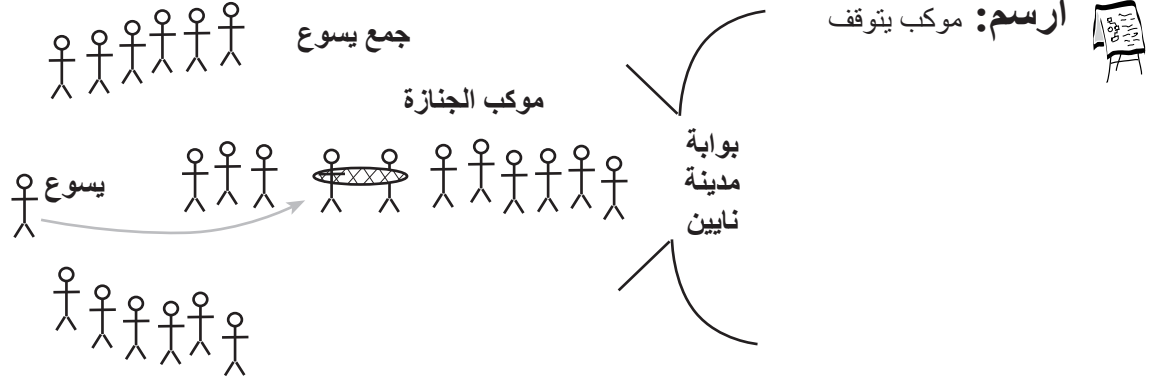 ارسم: موكب يتوقف
جمع يسوع
موكب الجنازة
بوابة
مدينة
نايين
يسوع